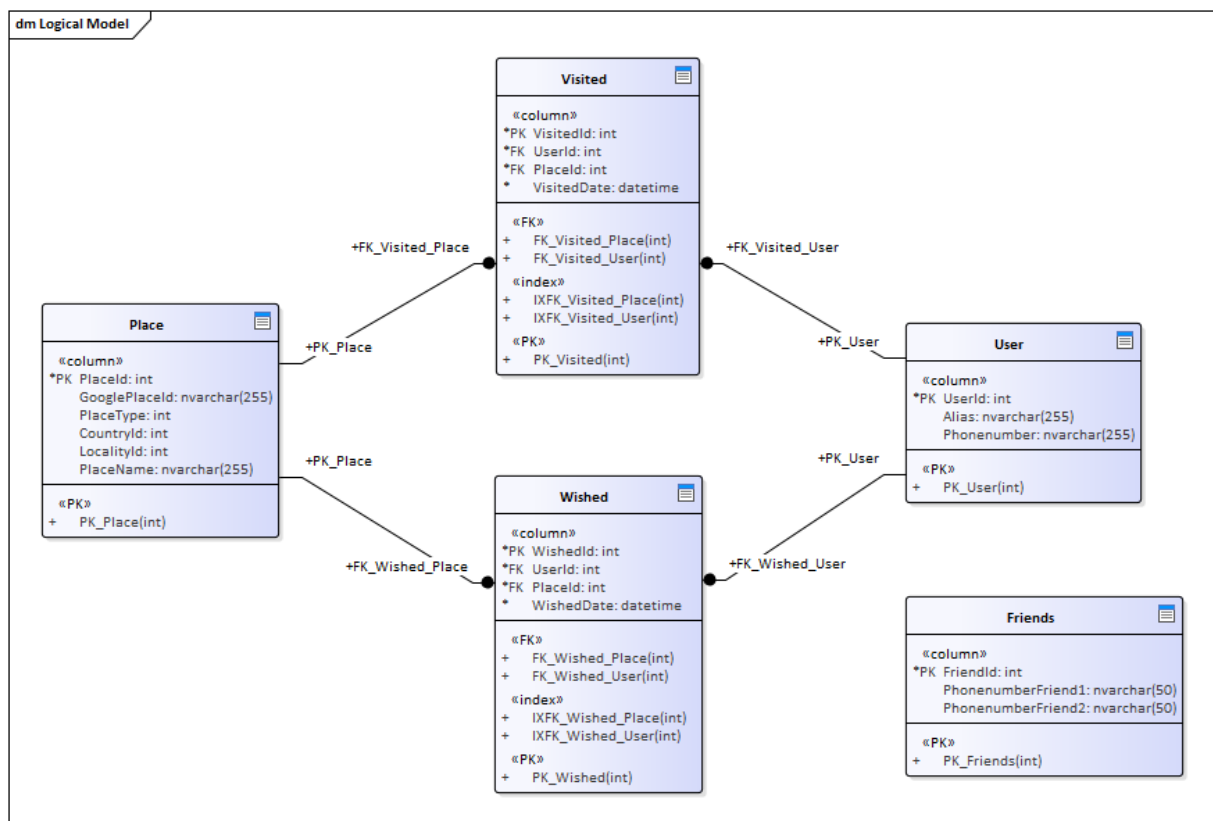 dm Logical Model
Visited
«column»
*PK VisitedId: int
*FK UserId: int
*FK PlaceId: int
* VisitedDate: datetime
«FK»
+ FK_Visited_Place(int)
+ FK_Visited_User(int)
«index»
+ IXFK_Visited_Place(int)
+ IXFK_Visited_User(int)
«PK»
+ PK_Visited(int)
+FK_Visited_Place
+PK_Place
+FK_Visited_User
+PK_User
Place
«column»
*PK PlaceId: int
GooglePlaceId: nvarchar(255)
PlaceType: int
CountryId: int
LocalityId: int
PlaceName: nvarchar(255)
«PK»
+ PK_Place(int)
User
«column»
*PK UserId: int
Alias: nvarchar(255)
Phonenumber: nvarchar(255)
«PK»
+ PK_User(int)
+PK_Place
+FK_Wished_Place
+PK_User
+FK_Wished_User
Wished
«column»
*PK WishedId: int
*FK UserId: int
*FK PlaceId: int
* WishedDate: datetime
«FK»
+ FK_Wished_Place(int)
+ FK_Wished_User(int)
«index»
+ IXFK_Wished_Place(int)
+ IXFK_Wished_User(int)
«PK»
+ PK_Wished(int)
Friends
«column»
*PK FriendId: int
PhonenumberFriend1: nvarchar(50)
PhonenumberFriend2: nvarchar(50)
«PK»
+ PK_Friends(int)